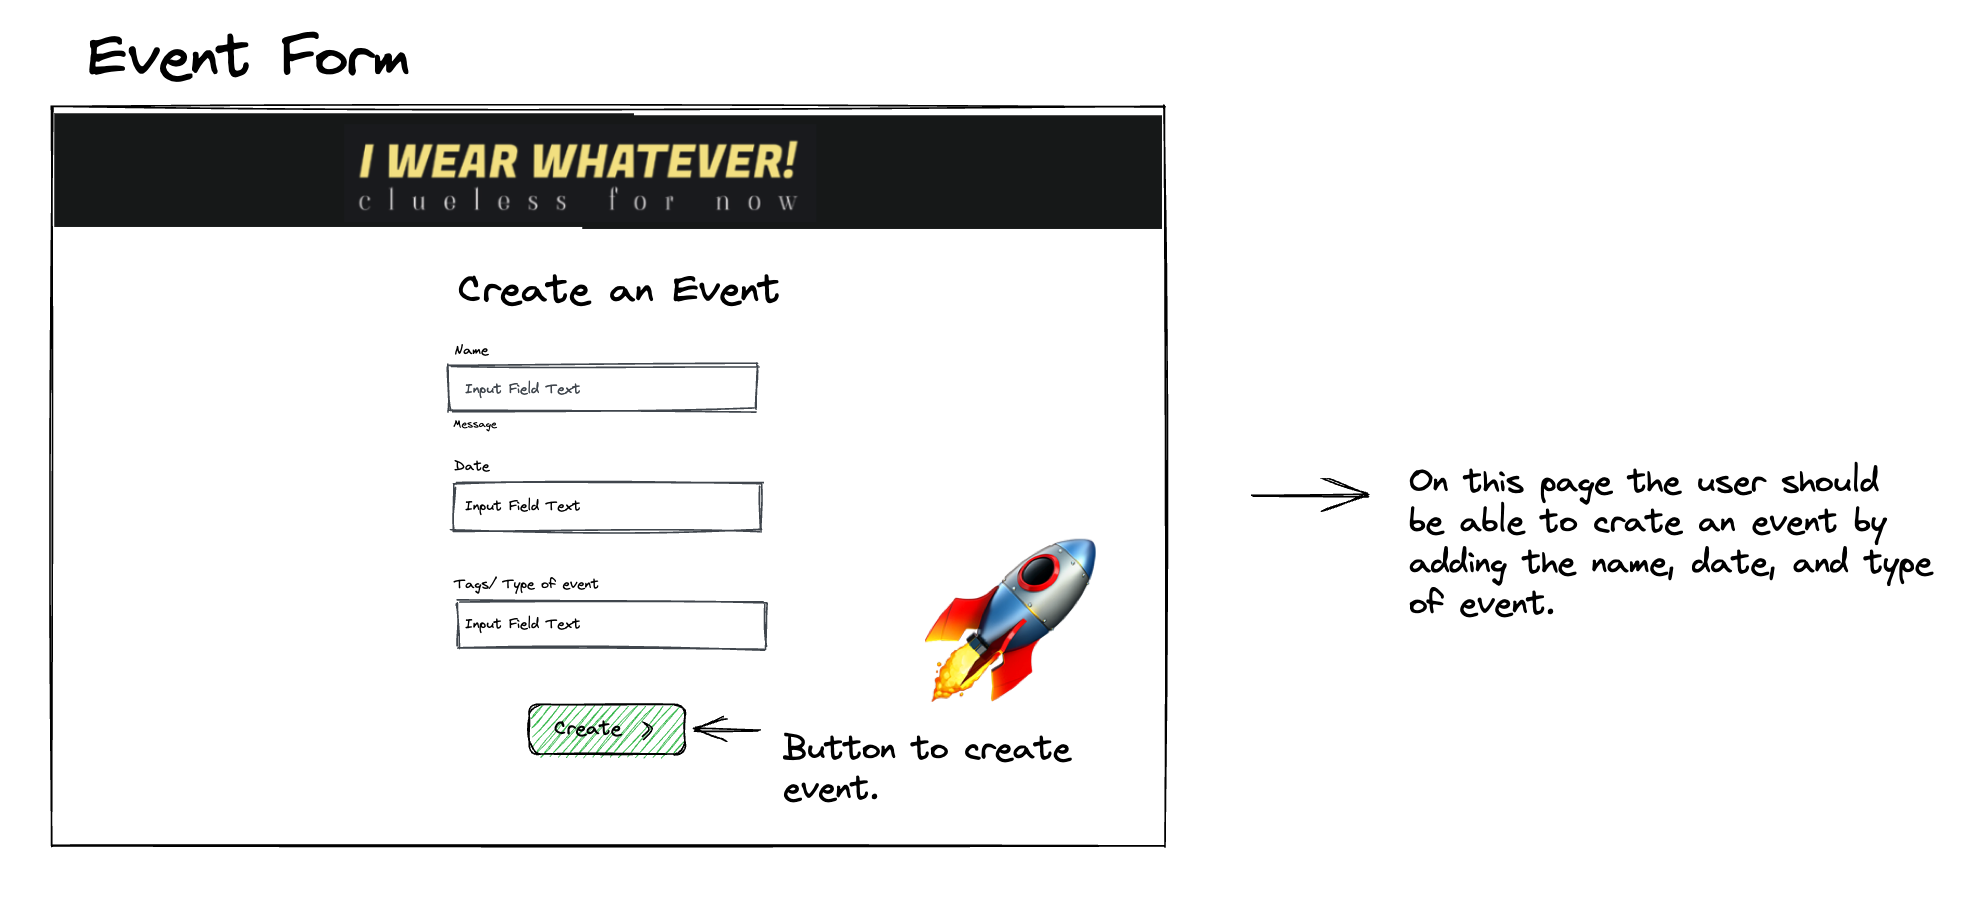 Event Form
I WEAR WHATEVER!
clueless for now
Create an Event
Name
Input Field Text
Message
Date
Input Field Text
Tags/ Type of event
Input Field Text
Create >
Button to create
event.
On this page the user should
be able to crate an event by
adding the name, date, and type
of event.